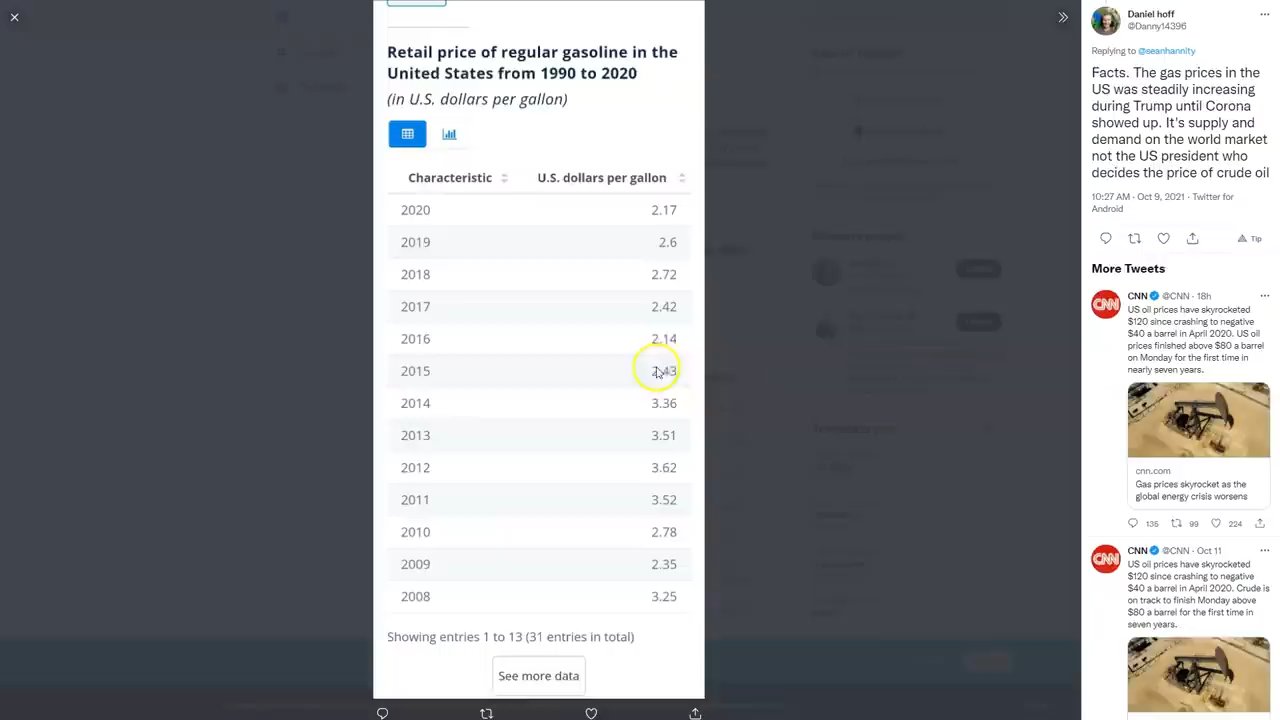 Retail price of regular gasoline in the
United States from 1990 to 2020
(in U.S. dollars per gallon)
Characteristic U.S. dollars per gallon
2020 2.17
2019 2.6
2018 2.72
2017 2.42
2016 2.14
2015 2.43
2014 3.36
2013 3.51
2012 3.62
2011 3.52
2010 2.78
2009 2.35
2008 3.25
Showing entries 1 to 13 (31 entries in total)
See more data
Daniel hoff
@Danny14396
Replying to @seanhannity
Facts. The gas prices in the
US was steadily increasing
during Trump until Corona
showed up. It's supply and
demand on the world market
not the US president who
decides the price of crude oil
10:27 AM · Oct 9, 2021 · Twitter for
Android
Tip
More Tweets
CNN @CNN · 18h
US oil prices have skyrocketed
$120 since crashing to negative
$40 a barrel in April 2020. US oil
prices finished above $80 a barrel
on Monday for the first time in
nearly seven years.
cnn.com
Gas prices skyrocket as the
global energy crisis worsens
135 99 224
CNN @CNN · Oct 11
US oil prices have skyrocketed
$120 since crashing to negative
$40 a barrel in April 2020. Crude is
on track to finish Monday above
$80 a barrel for the first time in
seven years.